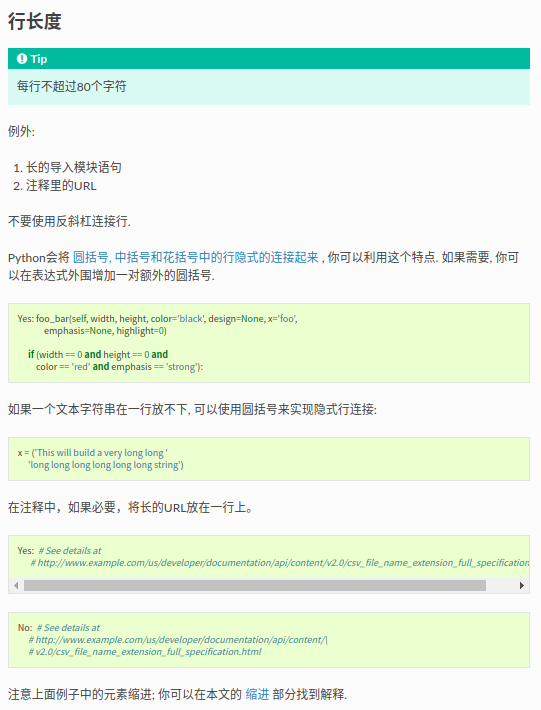 行长度
Tip
每行不超过80个字符
例外:
1. 长的导入模块语句
2. 注释里的URL
不要使用反斜杠连接行.
Python会将 圆括号, 中括号和花括号中的行隐式的连接起来 , 你可以利用这个特点. 如果需要, 你可
以在表达式外围增加一对额外的圆括号.
Yes: foo_bar(self, width, height, color='black', design=None, x='foo',
emphasis=None, highlight=0)
if (width == 0 and height == 0 and
color == 'red' and emphasis == 'strong'):
如果一个文本字符串在一行放不下, 可以使用圆括号来实现隐式行连接:
x = ('This will build a very long long '
'long long long long long long string')
在注释中，如果必要，将长的URL放在一行上。
Yes: # See details at
# http://www.example.com/us/developer/documentation/api/content/v2.0/csv_file_name_extension_full_specification
No: # See details at
# http://www.example.com/us/developer/documentation/api/content/\
# v2.0/csv_file_name_extension_full_specification.html
注意上面例子中的元素缩进; 你可以在本文的 缩进 部分找到解释.